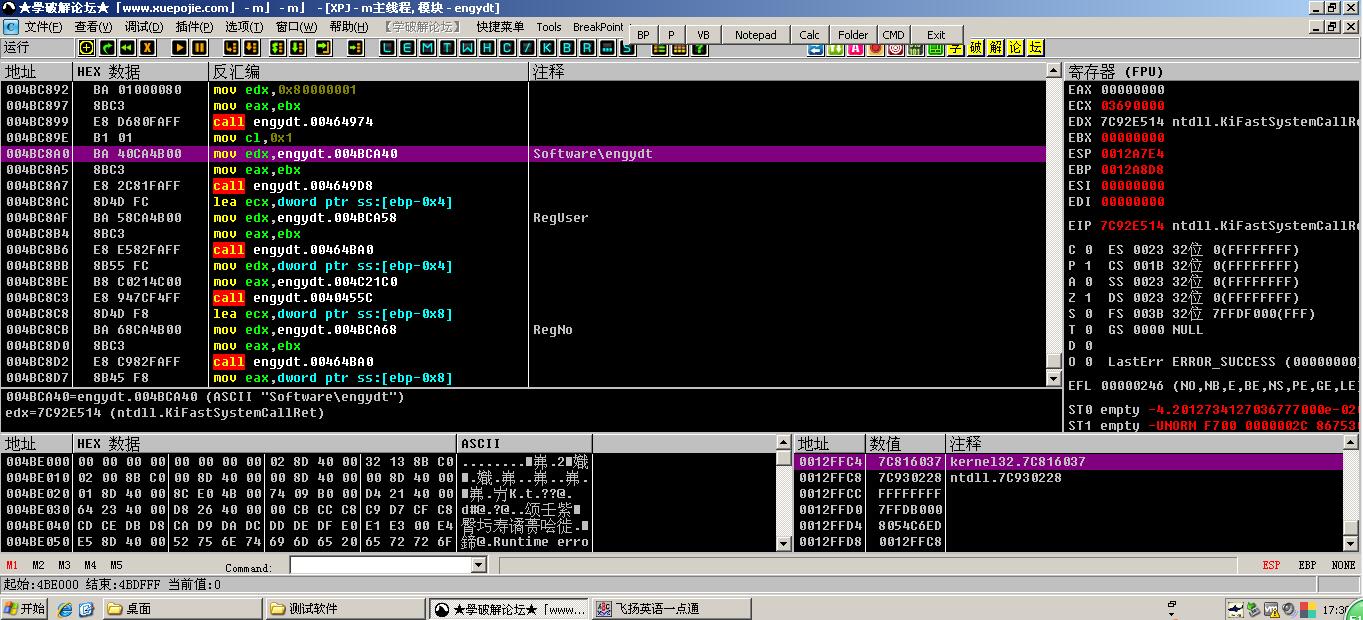 ★学破解论坛★「www.xuepojie.com」 - m』 - m』 - [XPJ - m主线程, 模块 - engydt]
文件(F) 查看(V) 调试(D) 插件(P) 选项(T) 窗口(W) 帮助(H) 【学破解论坛】 快捷菜单 Tools BreakPoint
BP P VB Notepad Calc Folder CMD Exit
运行 L E M T W H C / K B R ... S 字 破 解 论 坛
地址 HEX 数据 反汇编 注释
004BC892 BA 01000080 mov edx,0x80000001
004BC897 8BC3 mov eax,ebx
004BC899 E8 D680FAFF call engydt.00464974
004BC89E B1 01 mov cl,0x1
004BC8A0 BA 40CA4B00 mov edx,engydt.004BCA40 Software\engydt
004BC8A5 8BC3 mov eax,ebx
004BC8A7 E8 2C81FAFF call engydt.004649D8
004BC8AC 8D4D FC lea ecx,dword ptr ss:[ebp-0x4]
004BC8AF BA 58CA4B00 mov edx,engydt.004BCA58 RegUser
004BC8B4 8BC3 mov eax,ebx
004BC8B6 E8 E582FAFF call engydt.00464BA0
004BC8BB 8B55 FC mov edx,dword ptr ss:[ebp-0x4]
004BC8BE B8 C0214C00 mov eax,engydt.004C21C0
004BC8C3 E8 947CF4FF call engydt.0040455C
004BC8C8 8D4D F8 lea ecx,dword ptr ss:[ebp-0x8]
004BC8CB BA 68CA4B00 mov edx,engydt.004BCA68 RegNo
004BC8D0 8BC3 mov eax,ebx
004BC8D2 E8 C982FAFF call engydt.00464BA0
004BC8D7 8B45 F8 mov eax,dword ptr ss:[ebp-0x8]
004BCA40=engydt.004BCA40 (ASCII "Software\engydt")
edx=7C92E514 (ntdll.KiFastSystemCallRet)
寄存器 (FPU)
EAX 00000000
ECX 03690000
EDX 7C92E514 ntdll.KiFastSystemCallRe
EBX 00000000
ESP 0012A7E4
EBP 0012A8D8
ESI 00000000
EDI 00000000
EIP 7C92E514 ntdll.KiFastSystemCallRe
C 0 ES 0023 32位 0(FFFFFFFF)
P 1 CS 001B 32位 0(FFFFFFFF)
A 0 SS 0023 32位 0(FFFFFFFF)
Z 1 DS 0023 32位 0(FFFFFFFF)
S 0 FS 003B 32位 7FFDF000(FFF)
T 0 GS 0000 NULL
D 0
O 0 LastErr ERROR_SUCCESS (00000000)
EFL 00000246 (NO,NB,E,BE,NS,PE,GE,LE)
ST0 empty -4.2012734127036777000e-02
ST1 empty -UNORM F700 0000002C 86753
地址 HEX 数据 ASCII
004BE000 00 00 00 00 00 00 00 00 02 8D 40 00 32 13 8B C0
004BE010 02 00 8B C0 00 8D 40 00 00 8D 40 00 00 8D 40 00
004BE020 01 8D 40 00 8C E0 4B 00 74 09 B0 00 D4 21 40 00
004BE030 64 23 40 00 D8 26 40 00 00 CB CC C8 C9 D7 CF C8
004BE040 CD CE DB D8 CA D9 DA DC DD DE DF E0 E1 E3 00 E4
004BE050 E5 8D 40 00 52 75 6E 74 69 6D 65 20 65 72 72 6F .Runtime erro
地址 数值 注释
0012FFC4 7C816037 kernel32.7C816037
0012FFC8 7C930228 ntdll.7C930228
0012FFCC FFFFFFFF
0012FFD0 7FFDB000
0012FFD4 8054C6ED
0012FFD8 0012FFC8
M1 M2 M3 M4 M5 Command: ESP EBP NONE
起始:4BE000 结束:4BDFFF 当前值:0
开始 桌面 测试软件 ★学破解论坛★「www... 飞扬英语一点通 17:30